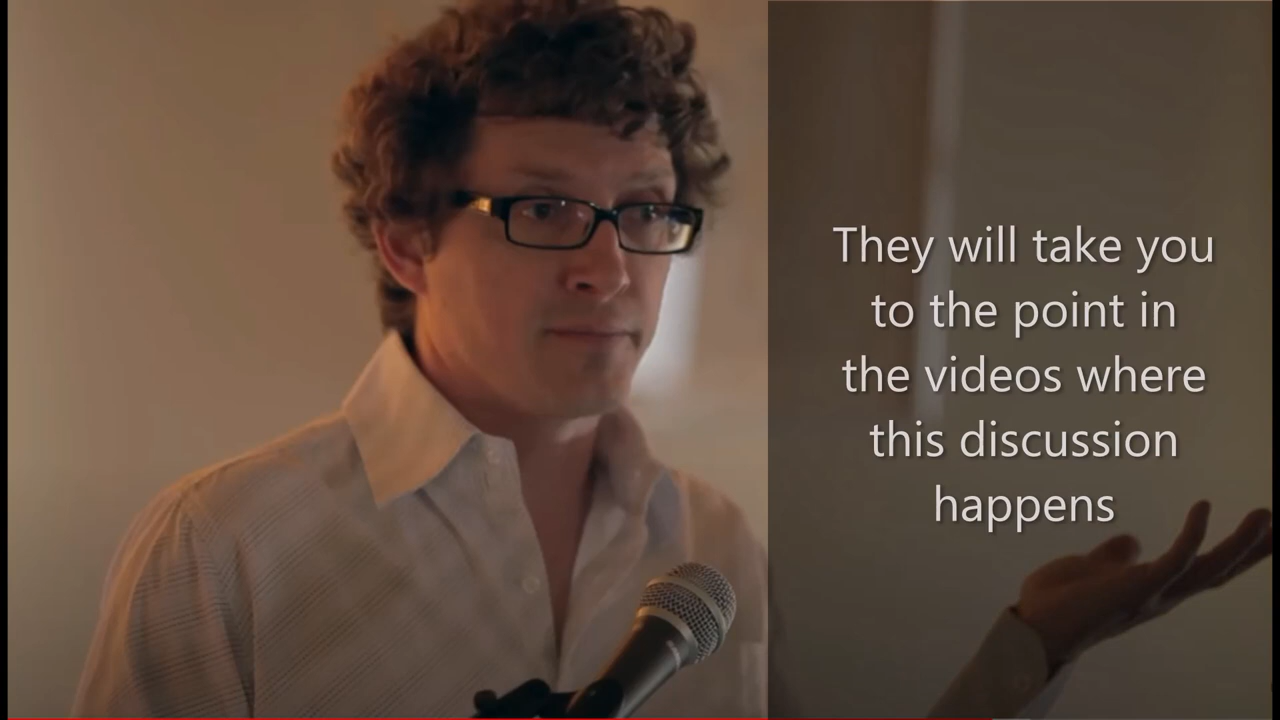 They will take you
to the point in
the videos where
this discussion
happens